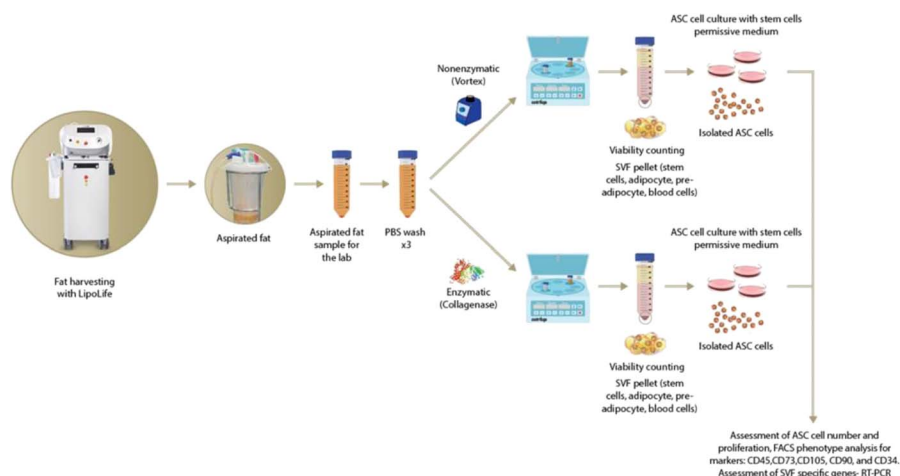 Fat harvesting
with LipoLife
Aspirated fat
Aspirated fat
sample for
the lab
PBS wash
x3
Nonenzymatic
(Vortex)
ASC cell culture with stem cells
permissive medium
Isolated ASC cells
Viability counting
SVF pellet (stem
cells, adipocyte, pre-
adipocyte, blood cells)
Enzymatic
(Collagenase)
ASC cell culture with stem cells
permissive medium
Isolated ASC cells
Viability counting
SVF pellet (stem
cells, adipocyte, pre-
adipocyte, blood cells)
Assessment of ASC cell number and
proliferation, FACS phenotype analysis for
markers: CD45,CD73,CD105, CD90, and CD34.
Assessment of SVF specific genes- RT-PCR